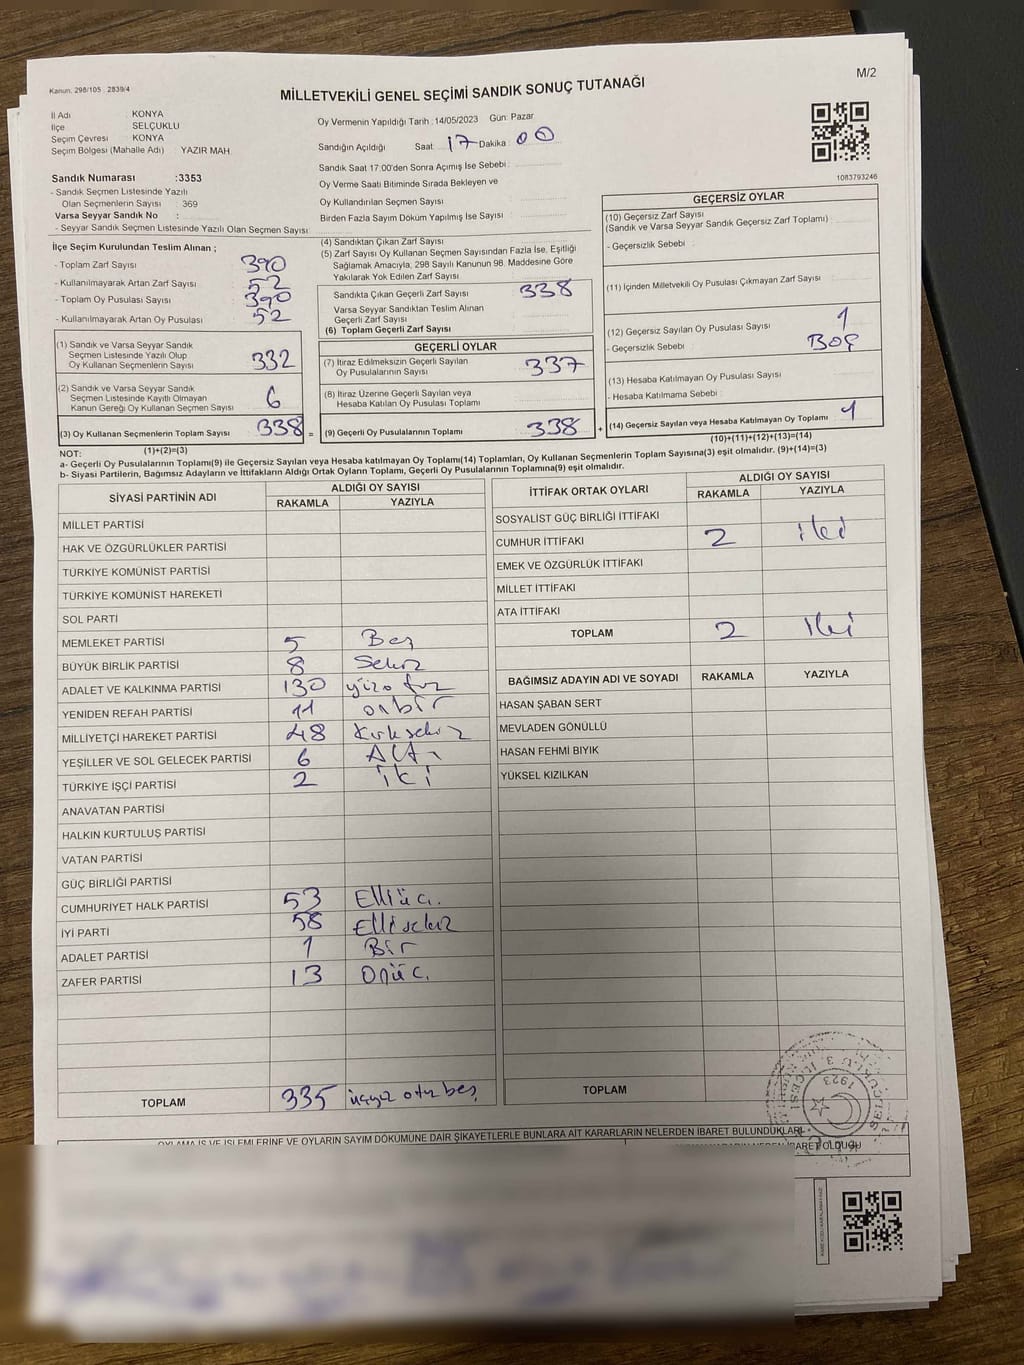 Kanun. 298/105 . 2839/4
M/2
MİLLETVEKİLİ GENEL SEÇİMİ SANDIK SONUÇ TUTANAĞI
İl Adı : KONYA
İlçe SELÇUKLU
Seçim Çevresi : KONYA
Seçim Bölgesi (Mahalle Adı) YAZIR MAH.
Oy Vermenin Yapıldığı Tarih : 14/05/2023 Gün: Pazar
Sandığın Açıldığı Saat: 17 Dakika: 00
Sandık Saat 17:00'den Sonra Açımış İse Sebebi :
Oy Verme Saati Bitiminde Sırada Bekleyen ve
Oy Kullandırılan Seçmen Sayısı
Birden Fazla Sayım Döküm Yapılmış İse Sayısı
1083793246
Sandık Numarası :3353
- Sandık Seçmen Listesinde Yazılı
Olan Seçmenlerin Sayısı : 369
Varsa Seyyar Sandık No :
- Seyyar Sandık Seçmen Listesinde Yazılı Olan Seçmen Sayısı
İlçe Seçim Kurulundan Teslim Alınan ;
- Toplam Zarf Sayısı 390
- Kullanılmayarak Artan Zarf Sayısı 52
- Toplam Oy Pusulası Sayısı 390
- Kullanılmayarak Artan Oy Pusulası 52
(1) Sandık ve Varsa Seyyar Sandık
Seçmen Listesinde Yazılı Olup
Oy Kullanan Seçmenlerin Sayısı 332
(2) Sandık ve Varsa Seyyar Sandık
Seçmen Listesinde Kayıtlı Olmayan
Kanun Gereği Oy Kullanan Seçmen Sayısı 6
(3) Oy Kullanan Seçmenlerin Toplam Sayısı 338 =
(4) Sandıktan Çıkan Zarf Sayısı
(5) Zarf Sayısı Oy Kullanan Seçmen Sayısından Fazla İse, Eşitliği
Sağlamak Amacıyla, 298 Sayılı Kanunun 98. Maddesine Göre
Yakılarak Yok Edilen Zarf Sayısı
Sandıkta Çıkan Geçerli Zarf Sayısı 338
Varsa Seyyar Sandıktan Teslim Alınan
Geçerli Zarf Sayısı
(6) Toplam Geçerli Zarf Sayısı
GEÇERLİ OYLAR
(7) İtiraz Edilmeksizin Geçerli Sayılan
Oy Pusulalarının Sayısı 337
(8) İtiraz Üzerine Geçerli Sayılan veya
Hesaba Katılan Oy Pusulası Toplamı
(9) Geçerli Oy Pusulalarının Toplamı 338 +
GEÇERSİZ OYLAR
(10) Geçersiz Zarf Sayısı
(Sandık ve Varsa Seyyar Sandık Geçersiz Zarf Toplamı)
- Geçersizlik Sebebi :
(11) İçinden Milletvekili Oy Pusulası Çıkmayan Zarf Sayısı
(12) Geçersiz Sayılan Oy Pusulası Sayısı 1
- Geçersizlik Sebebi Boş
(13) Hesaba Katılmayan Oy Pusulası Sayısı
- Hesaba Katılmama Sebebi
(14) Geçersiz Sayılan veya Hesaba Katılmayan Oy Toplamı 1
(10)+(11)+(12)+(13)=(14)
NOT: (1)+(2)=(3)
a- Geçerli Oy Pusulalarının Toplamı(9) ile Geçersiz Sayılan veya Hesaba katılmayan Oy Toplamı(14) Toplamları, Oy Kullanan Seçmenlerin Toplam Sayısına(3) eşit olmalıdır. (9)+(14)=(3)
b- Siyasi Partilerin, Bağımsız Adayların ve İttifakların Aldığı Ortak Oyların Toplamı, Geçerli Oy Pusulalarının Toplamına(9) eşit olmalıdır.
SİYASİ PARTİNİN ADI ALDIĞI OY SAYISI
RAKAMLA YAZIYLA
MİLLET PARTİSİ
HAK VE ÖZGÜRLÜKLER PARTİSİ
TÜRKİYE KOMÜNİST PARTİSİ
TÜRKİYE KOMÜNİST HAREKETİ
SOL PARTİ
MEMLEKET PARTİSİ 5 Beş
BÜYÜK BİRLİK PARTİSİ 8 Sekiz
ADALET VE KALKINMA PARTİSİ 130 yüzotuz
YENİDEN REFAH PARTİSİ 11 onbir
MİLLİYETÇİ HAREKET PARTİSİ 48 Kırksekiz
YEŞİLLER VE SOL GELECEK PARTİSİ 6 Altı
TÜRKİYE İŞÇİ PARTİSİ 2 iki
ANAVATAN PARTİSİ
HALKIN KURTULUŞ PARTİSİ
VATAN PARTİSİ
GÜÇ BİRLİĞİ PARTİSİ
CUMHURİYET HALK PARTİSİ 53 Elliüç.
İYİ PARTİ 58 Ellisekiz
ADALET PARTİSİ 1 Bir
ZAFER PARTİSİ 13 Onüç.
TOPLAM 335 üçyüz otuz beş
İTTİFAK ORTAK OYLARI ALDIĞI OY SAYISI
RAKAMLA YAZIYLA
SOSYALİST GÜÇ BİRLİĞİ İTTİFAKI
CUMHUR İTTİFAKI 2 iki
EMEK VE ÖZGÜRLÜK İTTİFAKI
MİLLET İTTİFAKI
ATA İTTİFAKI
TOPLAM 2 iki
BAĞIMSIZ ADAYIN ADI VE SOYADI RAKAMLA YAZIYLA
HASAN ŞABAN SERT
MEVLADEN GÖNÜLLÜ
HASAN FEHMİ BIYIK
YÜKSEL KIZILKAN
TOPLAM
1923
OYLAMA İŞ VE İŞLEMLERİNE VE OYLARIN SAYIM DÖKÜMÜNE DAİR ŞİKAYETLERLE BUNLARA AİT KARARLARIN NELERDEN İBARET BULUNDUKLARI
İBARET OLDUĞU